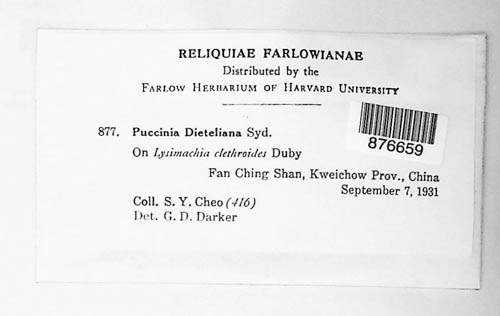 RELIQUIAE FARLOWIANAE
Distributed by the
FARLOW HERBARIUM OF HARVARD UNIVERSITY
877. Puccinia Dieteliana Syd.
On Lysimachia clethroides Duby
Fan Ching Shan, Kweichow Prov., China
September 7, 1931
Coll. S. Y. Cheo (416)
Det. G. D. Darker
876659